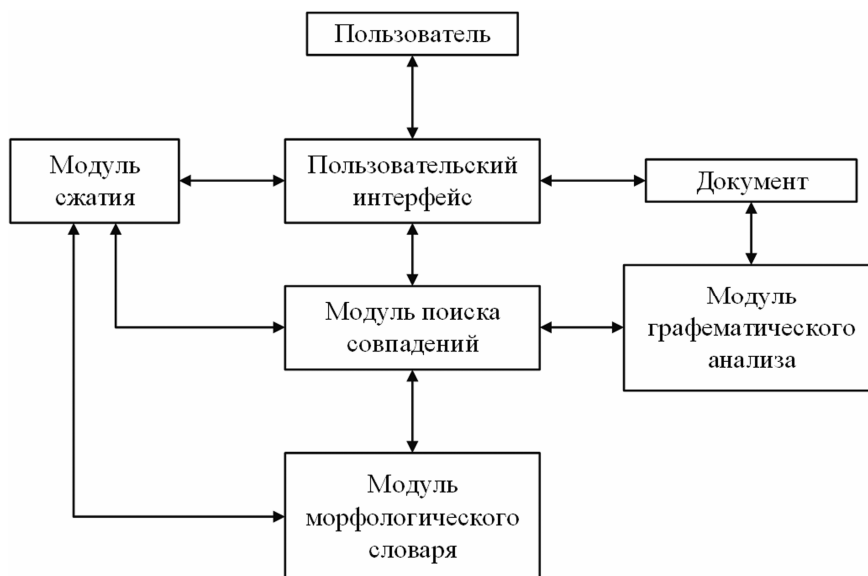 Пользователь
Модуль
сжатия
Пользовательский
интерфейс
Документ
Модуль поиска
совпадений
Модуль
графематического
анализа
Модуль
морфологического
словаря